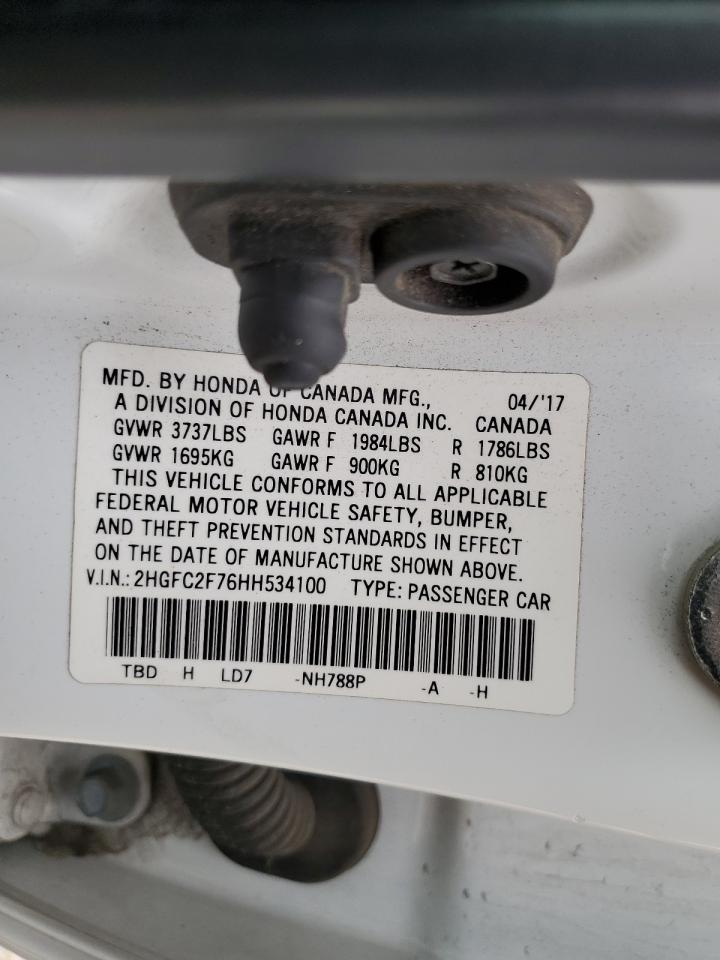 MFD. BY HONDA OF CANADA MFG., 04/'17
A DIVISION OF HONDA CANADA INC. CANADA
GVWR 3737LBS GAWR F 1984LBS R 1786LBS
GVWR 1695KG GAWR F 900KG R 810KG
THIS VEHICLE CONFORMS TO ALL APPLICABLE
FEDERAL MOTOR VEHICLE SAFETY, BUMPER,
AND THEFT PREVENTION STANDARDS IN EFFECT
ON THE DATE OF MANUFACTURE SHOWN ABOVE.
V.I.N.: 2HGFC2F76HH534100 TYPE: PASSENGER CAR
TBD H LD7 -NH788P -A -H